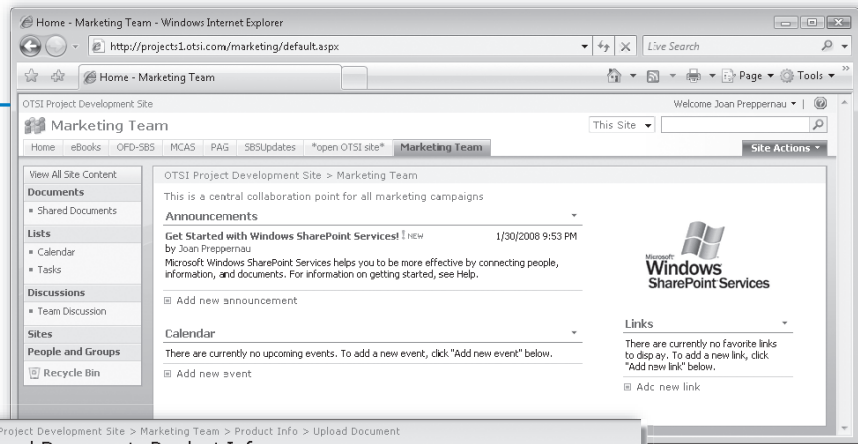 Home - Marketing Team - Windows Internet Explorer
http://projects1.otsi.com/marketing/default.aspx
Live Search
Home - Marketing Team
Page
Tools
OTSI Project Development Site
Welcome Joan Preppernau
Marketing Team
This Site
Home eBooks OFD-SBS MCAS PAG SBSUpdates *open OTSI site* Marketing Team
Site Actions
View All Site Content
Documents
Shared Documents
Lists
Calendar
Tasks
Discussions
Team Discussion
Sites
People and Groups
Recycle Bin
OTSI Project Development Site > Marketing Team
This is a central collaboration point for all marketing campaigns
Announcements
Get Started with Windows SharePoint Services! NEW 1/30/2008 9:53 PM
by Joan Preppernau
Microsoft Windows SharePoint Services helps you to be more effective by connecting people,
information, and documents. For information on getting started, see Help.
Add new announcement
Calendar
There are currently no upcoming events. To add a new event, click "Add new event" below.
Add new event
Microsoft
Windows
SharePoint Services
Links
There are currently no favorite links
to display. To add a new link, click
"Add new link" below.
Add new link
Project Development Site > Marketing Team > Product Info > Upload Document